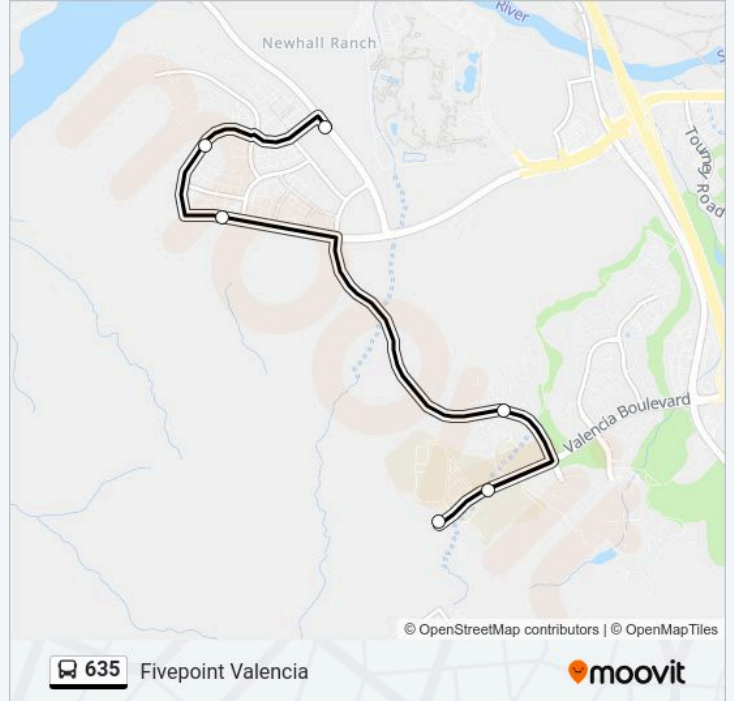 River
Newhall Ranch
Tourney Road
Valencia Boulevard
© OpenStreetMap contributors | © OpenMapTiles
635 Fivepoint Valencia
moovit